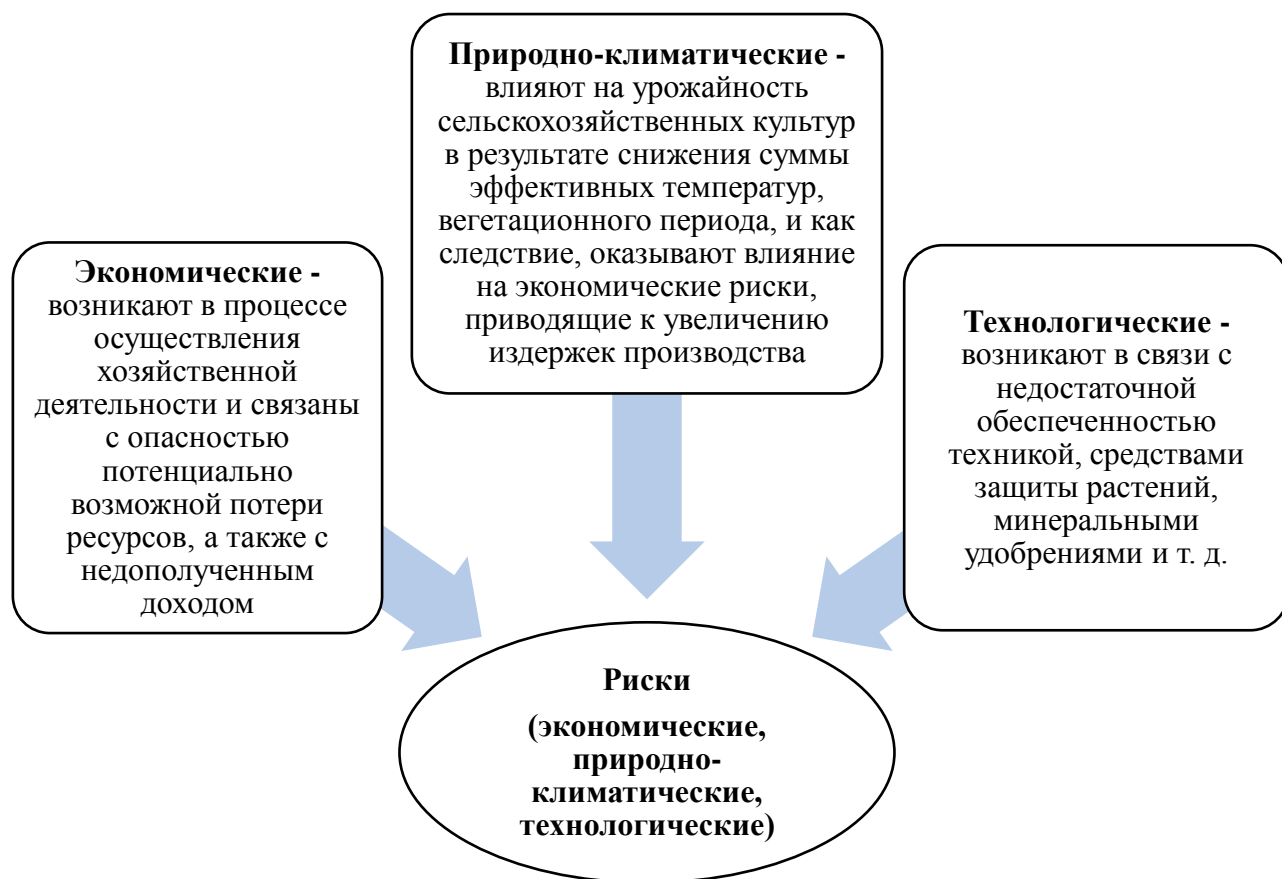 Природно-климатические -
влияют на урожайность
сельскохозяйственных культур
в результате снижения суммы
эффективных температур,
вегетационного периода, и как
следствие, оказывают влияние
на экономические риски,
приводящие к увеличению
издержек производства
Экономические -
возникают в процессе
осуществления
хозяйственной
деятельности и связаны
с опасностью
потенциально
возможной потери
ресурсов, а также с
недополученным
доходом
Технологические -
возникают в связи с
недостаточной
обеспеченностью
техникой, средствами
защиты растений,
минеральными
удобрениями и т. д.
Риски
(экономические,
природно-
климатические,
технологические)